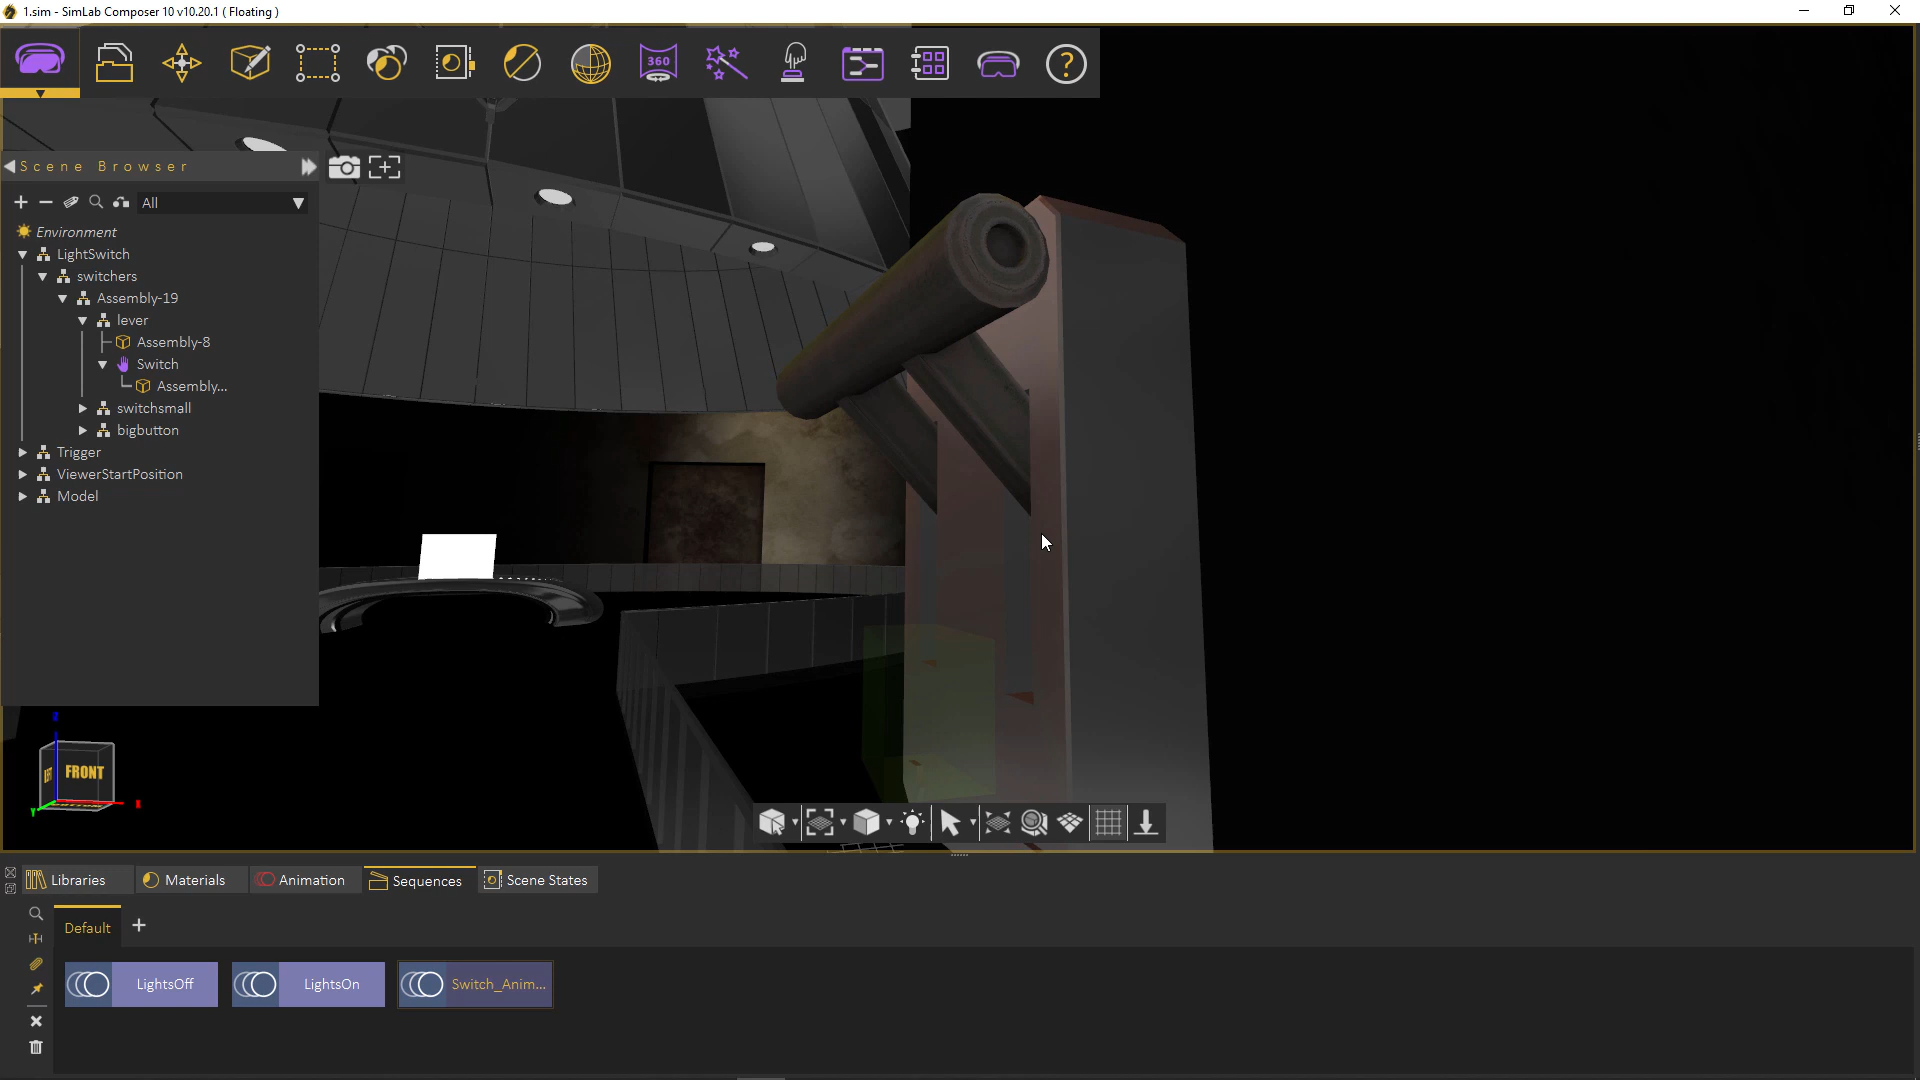 1.sim - SimLab Composer 10 v10.20.1 ( Floating )
360
?
Scene Browser
All
Environment
LightSwitch
switchers
Assembly-19
lever
Assembly-8
Switch
Assembly...
switchsmall
bigbutton
Trigger
ViewerStartPosition
Model
Z
LEFT
FRONT
Libraries
Materials
Animation
Sequences
Scene States
Default
LightsOff
LightsOn
Switch_Anim...